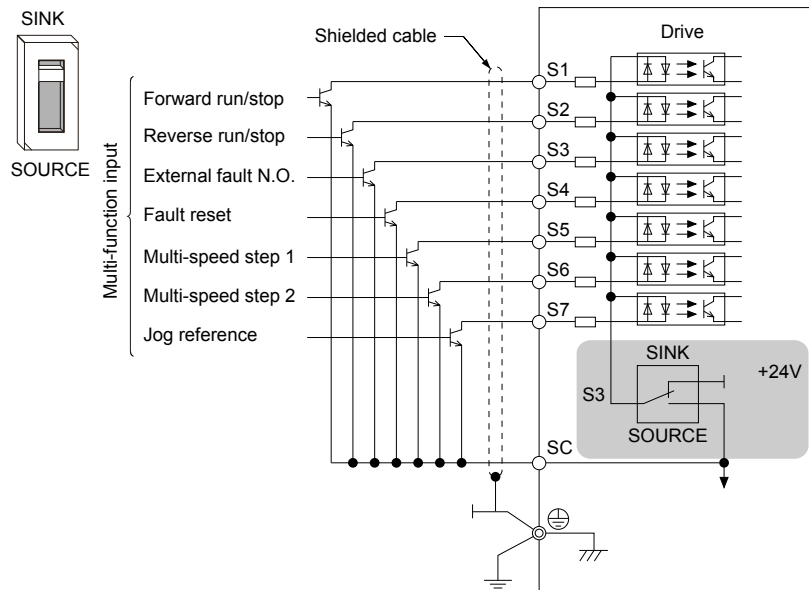 SINK
SOURCE
Shielded cable
Drive
Multi-function input
Forward run/stop
Reverse run/stop
External fault N.O.
Fault reset
Multi-speed step 1
Multi-speed step 2
Jog reference
S1
S2
S3
S4
S5
S6
S7
SINK
+24V
S3
SOURCE
SC